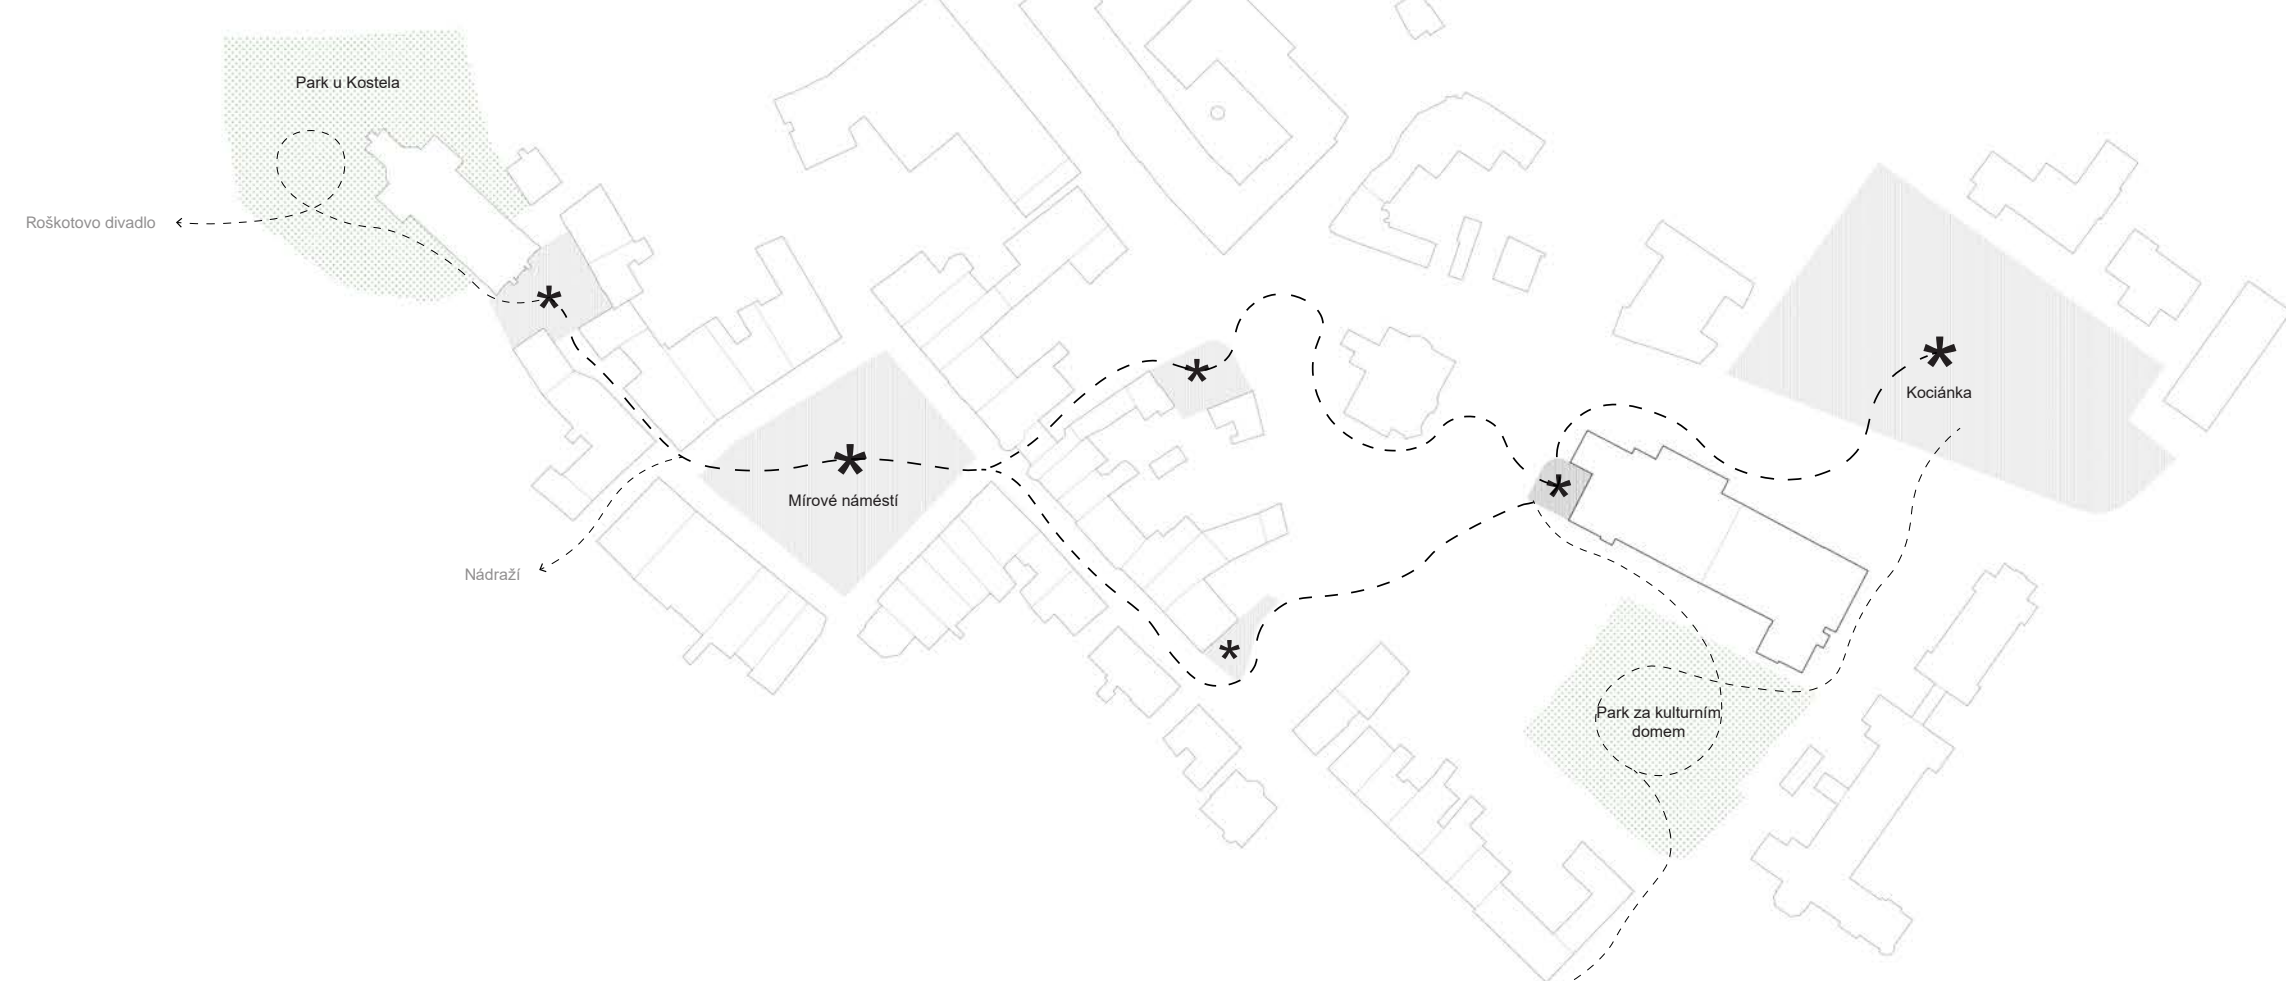 Park u Kostela
Roškotovo divadlo
Kociánka
Mírové náměstí
Nádraží
Park za kulturním
domem